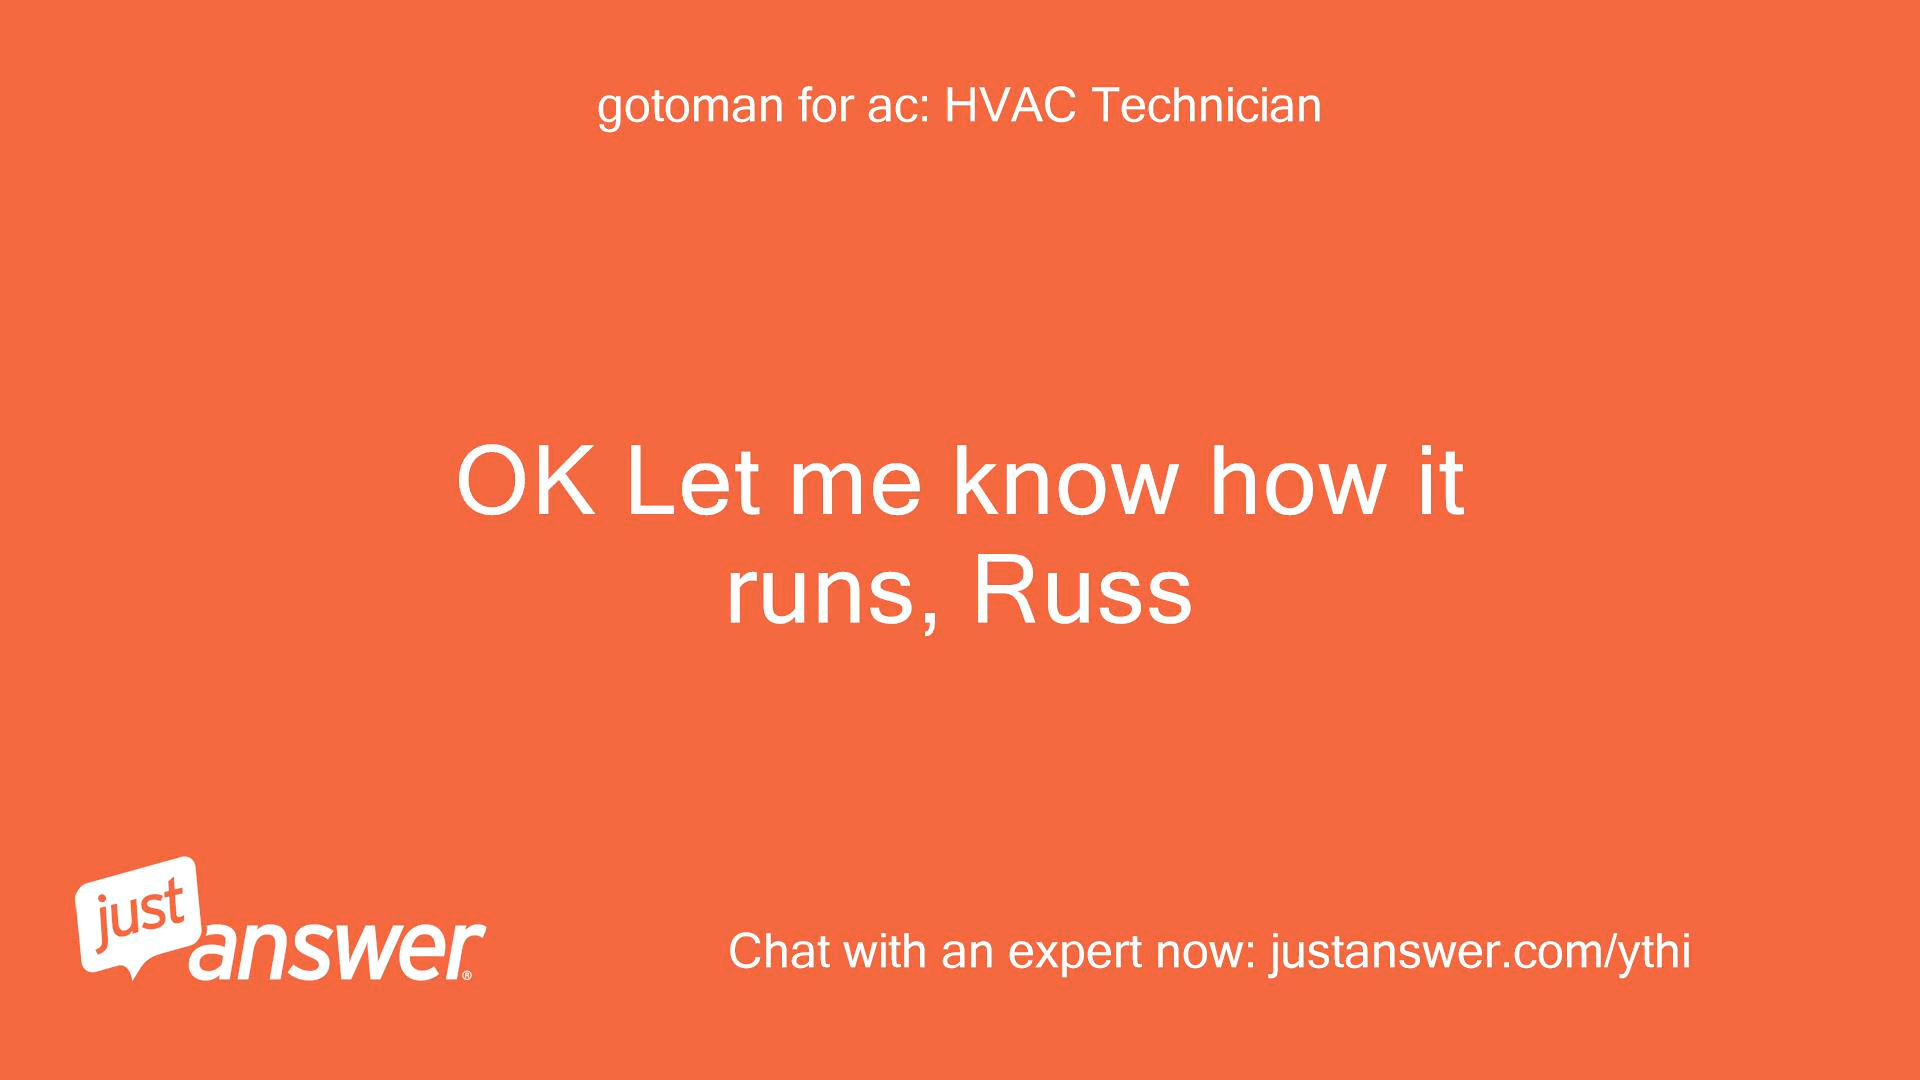 gotoman for ac: HVAC Technician
OK Let me know how it
runs, Russ
just
answer®
Chat with an expert now: justanswer.com/ythi